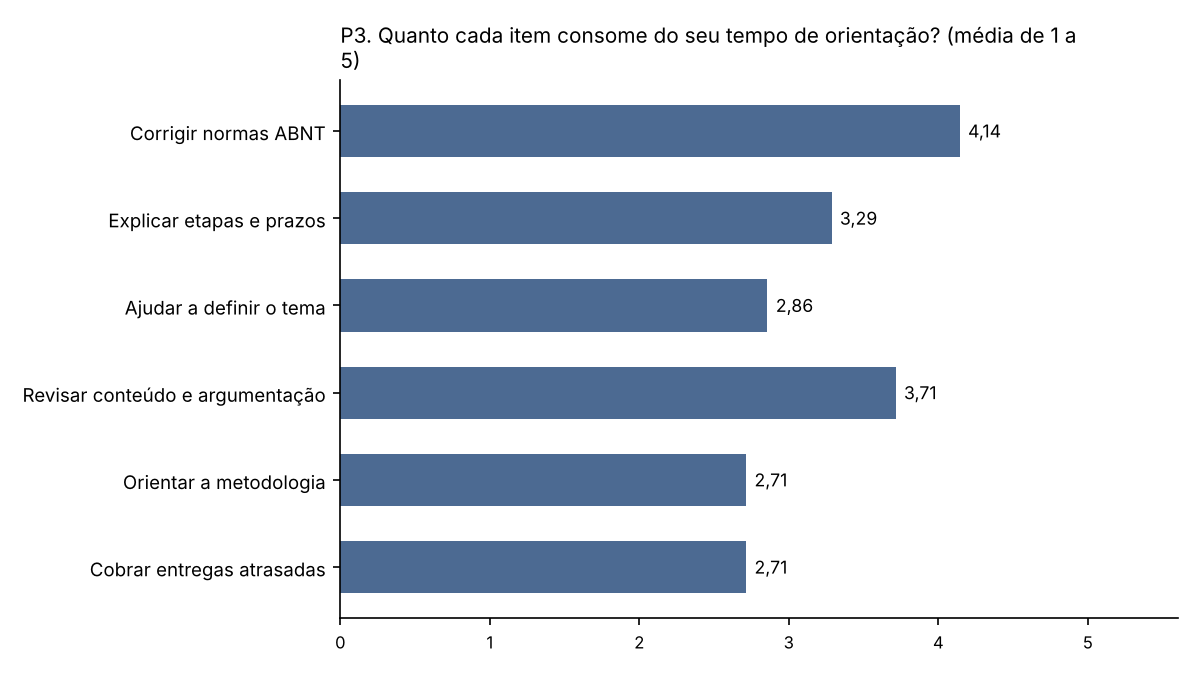 P3. Quanto cada item consome do seu tempo de orientação? (média de 1 a
5)
Corrigir normas ABNT
4,14
Explicar etapas e prazos
3,29
Ajudar a definir o tema
2,86
Revisar conteúdo e argumentação
3,71
Orientar a metodologia
2,71
Cobrar entregas atrasadas
2,71
0 1 2 3 4 5